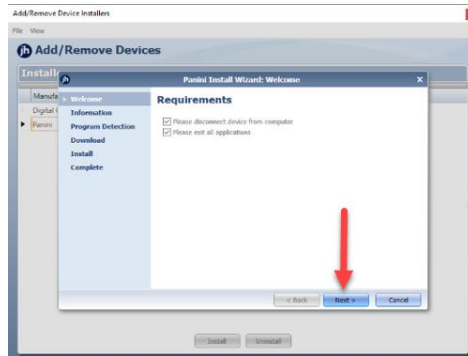 Add/Remove Device Installers
File View
jh Add/Remove Devic
Install
Panini Install Wizard: Welcome
Manufa
Digital
Panini
Welcome
Information
Program Detection
Download
Install
Complete
Requirements
Please disconnect device from computer
Please exit all applications
< Back Next > Cancel
Install Uninstall